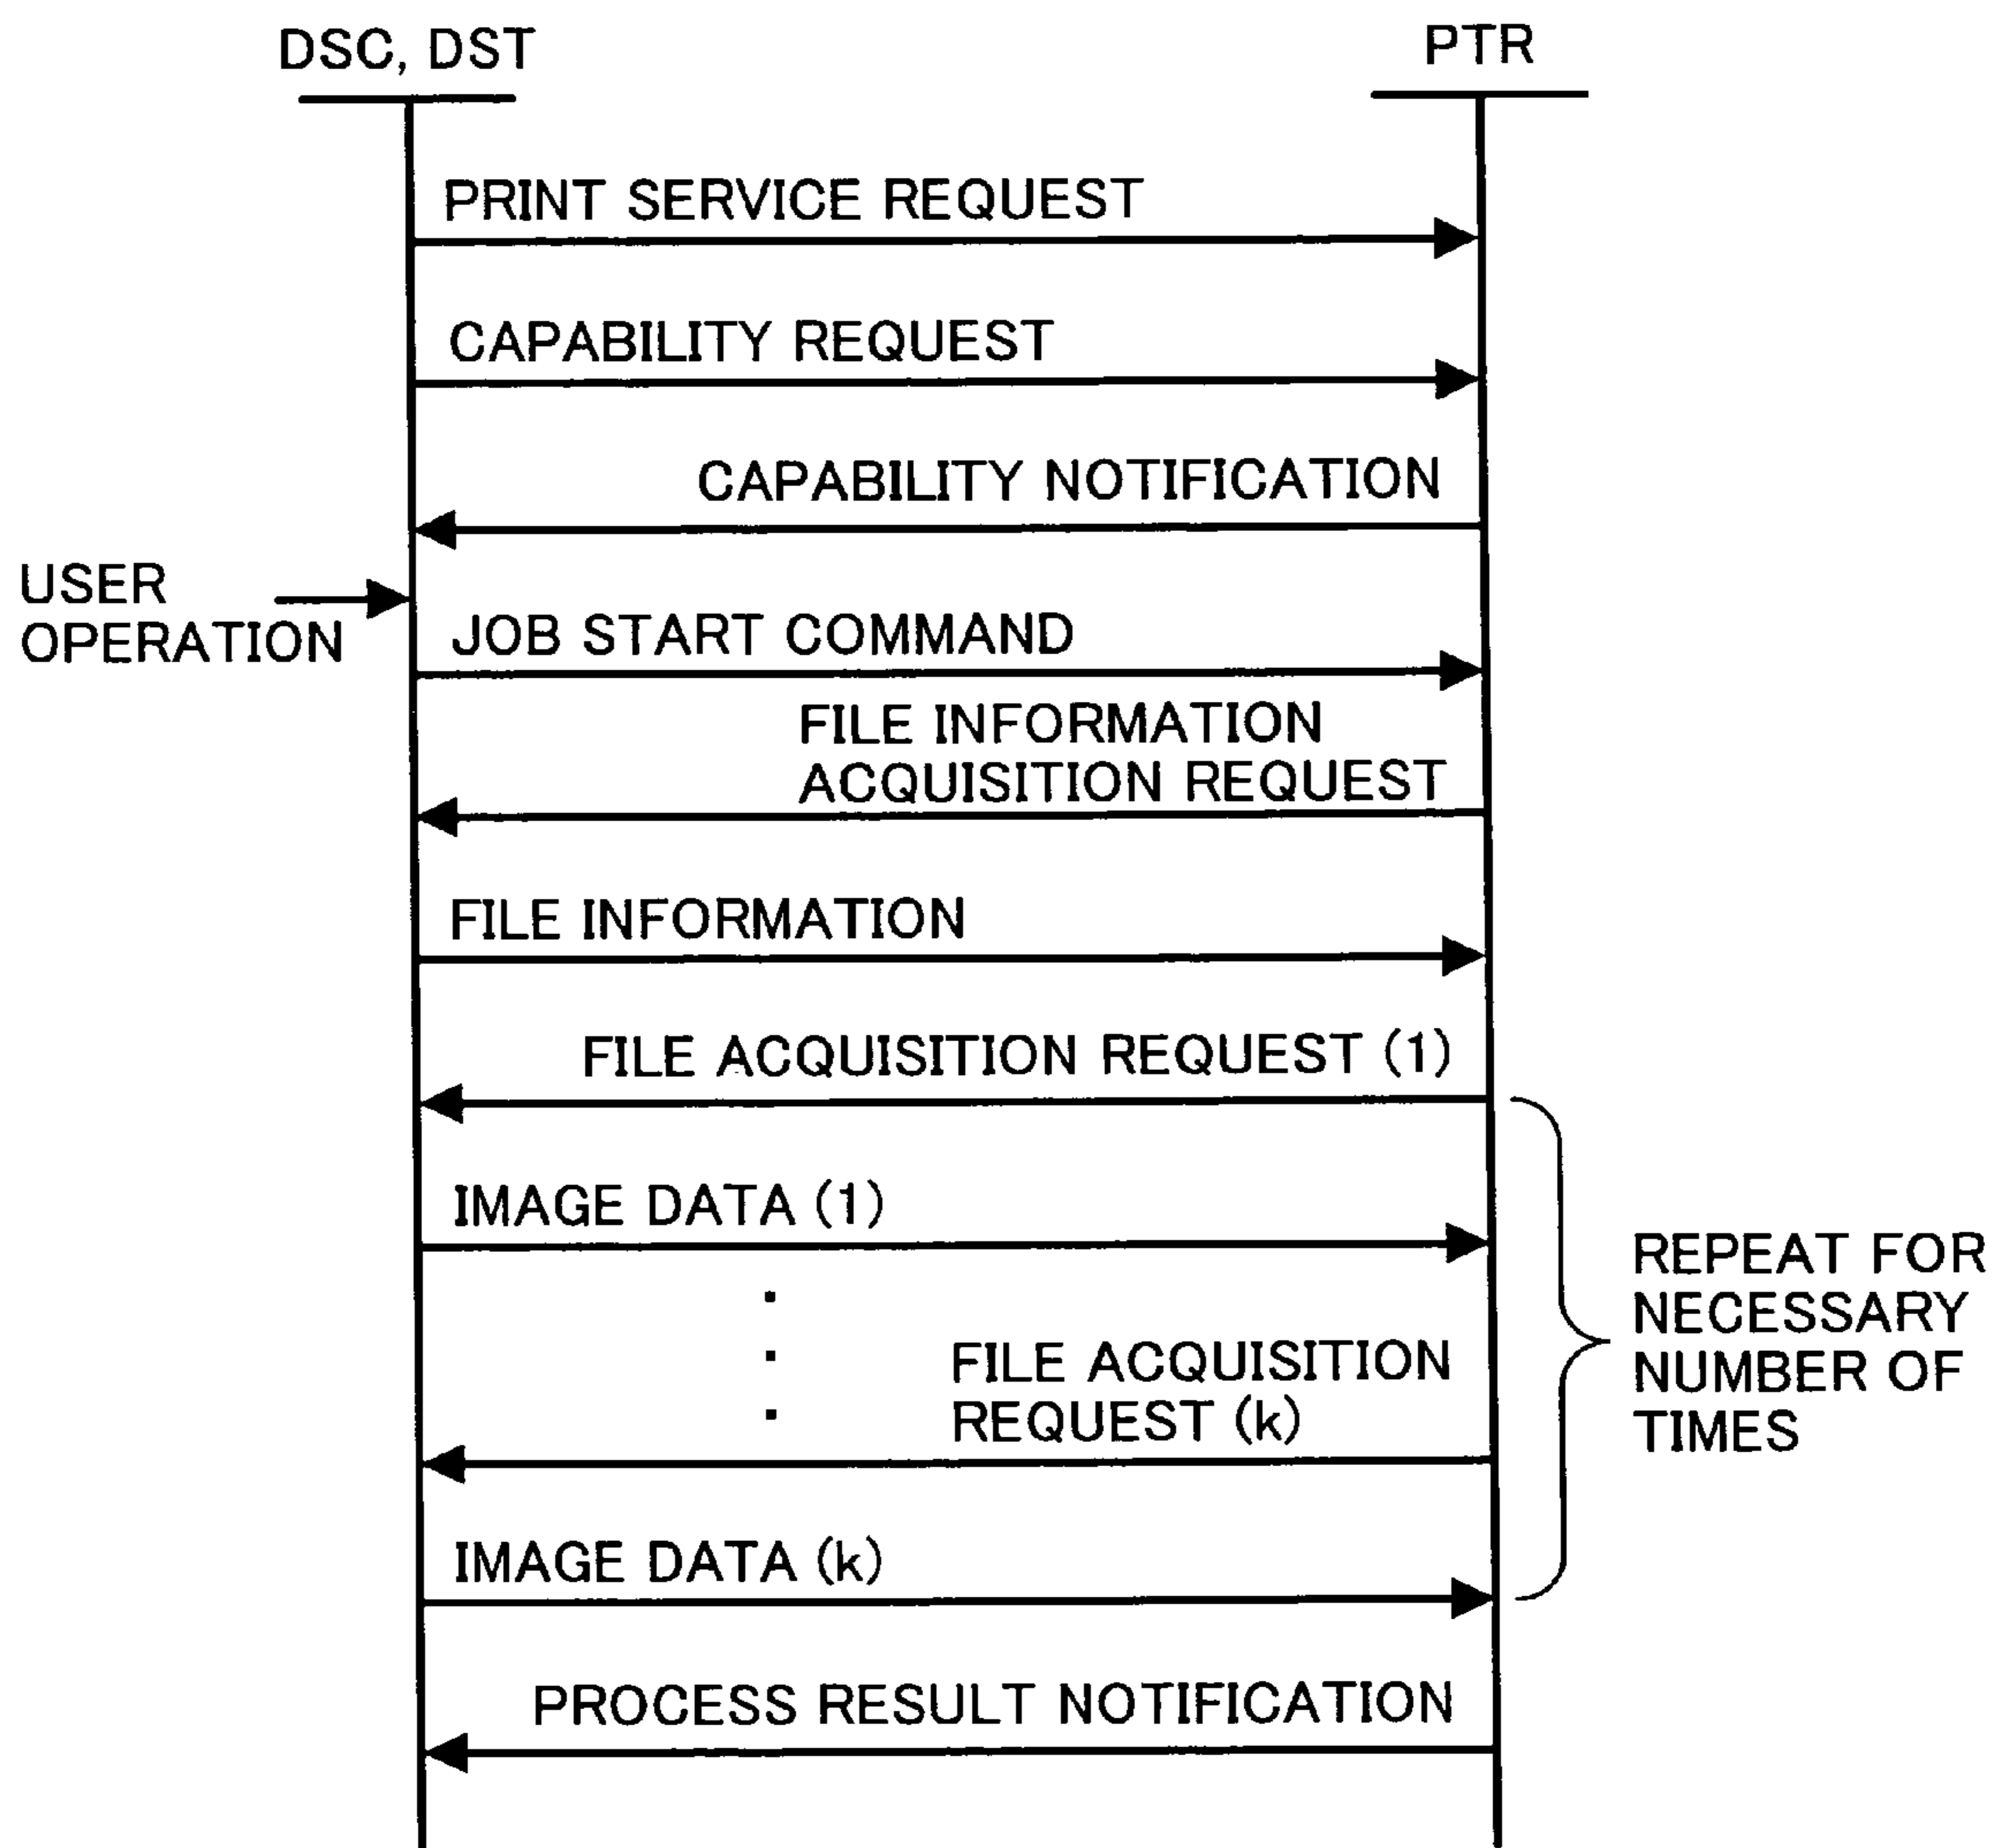 DSC, DST
PTR
PRINT SERVICE REQUEST
CAPABILITY REQUEST
CAPABILITY NOTIFICATION
USER
OPERATION
JOB START COMMAND
FILE INFORMATION
ACQUISITION REQUEST
FILE INFORMATION
FILE ACQUISITION REQUEST (1)
IMAGE DATA (1)
FILE ACQUISITION
REQUEST (k)
REPEAT FOR
NECESSARY
NUMBER OF
TIMES
IMAGE DATA (k)
PROCESS RESULT NOTIFICATION